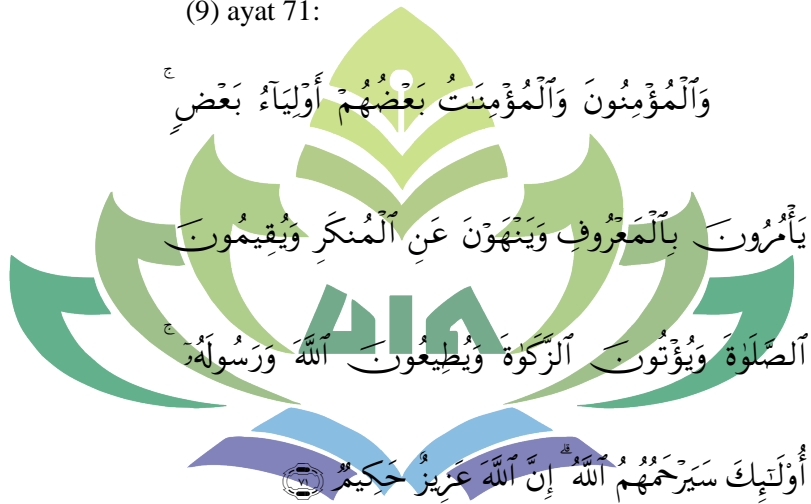 (9) ayat 71:
وَٱلْمُؤْمِنُونَ وَٱلْمُؤْمِنَـٰتُ بَعْضُهُمْ أَوْلِيَآءُ بَعْضٍ ۚ
يَأْمُرُونَ بِٱلْمَعْرُوفِ وَيَنْهَوْنَ عَنِ ٱلْمُنكَرِ وَيُقِيمُونَ
ٱلصَّلَوٰةَ وَيُؤْتُونَ ٱلزَّكَوٰةَ وَيُطِيعُونَ ٱللَّهَ وَرَسُولَهُۥٓ ۚ
أُو۟لَـٰٓئِكَ سَيَرْحَمُهُمُ ٱللَّهُ ۗ إِنَّ ٱللَّهَ عَزِيزٌ حَكِيمٌ ﴿٧١﴾